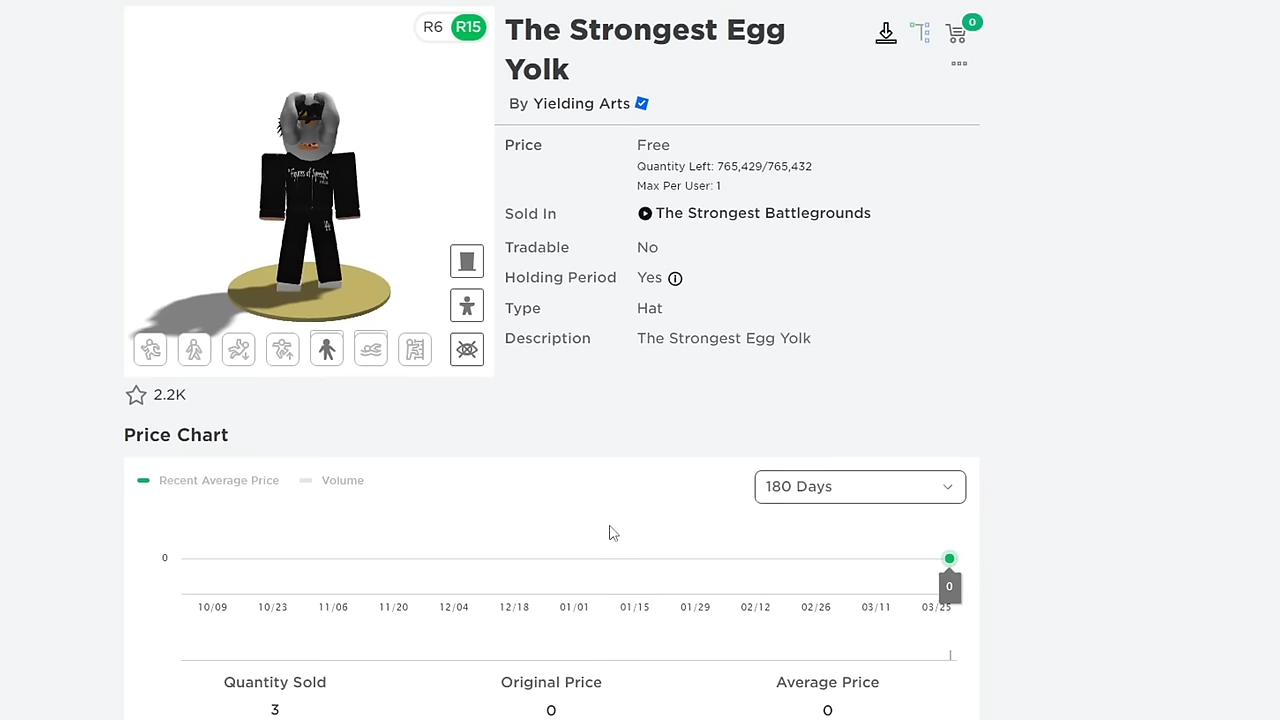 R6 R15
The Strongest Egg
Yolk
0
By Yielding Arts
Price Free
Quantity Left: 765,429/765,432
Max Per User: 1
Sold In The Strongest Battlegrounds
Tradable No
Holding Period Yes
Type Hat
Description The Strongest Egg Yolk
"Figures of Speech"
2.2K
Price Chart
Recent Average Price Volume
180 Days
0
0
10/09 10/23 11/06 11/20 12/04 12/18 01/01 01/15 01/29 02/12 02/26 03/11 03/25
Quantity Sold Original Price Average Price
3 0 0